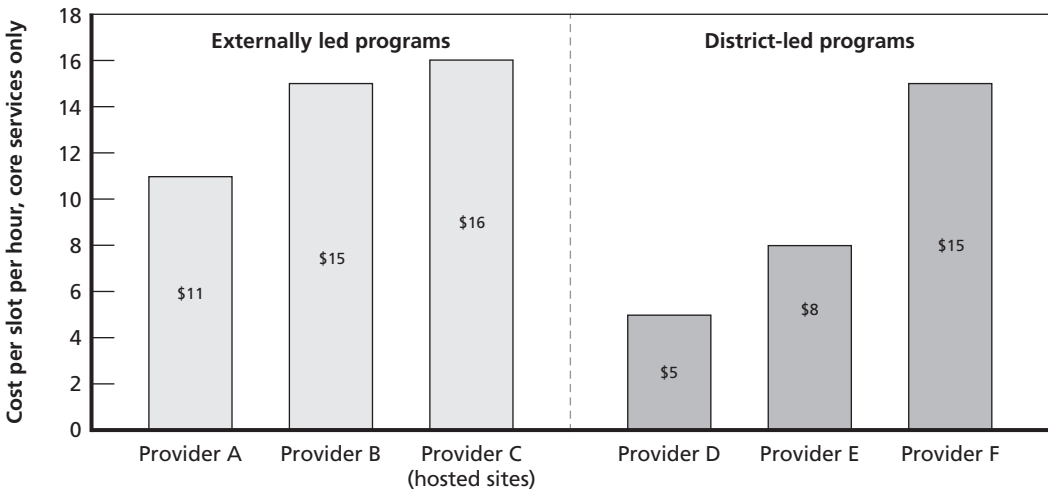 Cost per slot per hour, core services only
18
16
14
12
10
8
6
4
2
0
Externally led programs
District-led programs
$11
$15
$16
$5
$8
$15
Provider A
Provider B
Provider C
(hosted sites)
Provider D
Provider E
Provider F